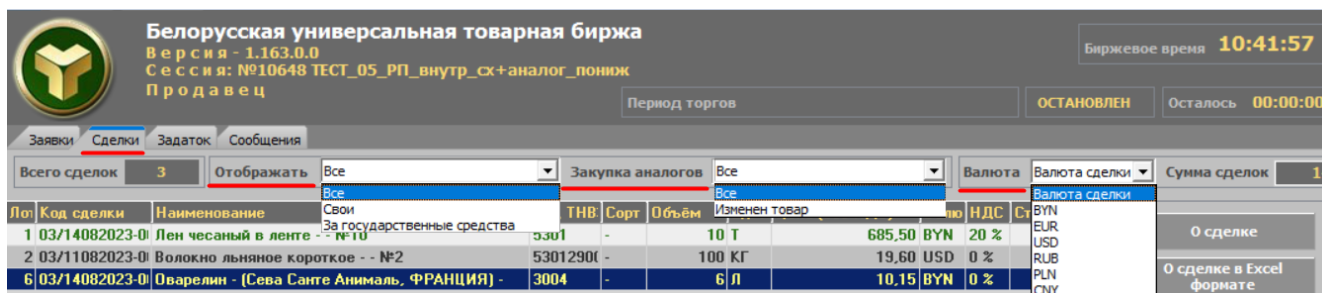 Белорусская универсальная товарная биржа
Версия - 1.163.0.0
Сессия: №10648 ТЕСТ_05_РП_внутр_сх+аналог_пониж
Продавец
Биржевое время 10:41:57
Период торгов
ОСТАНОВЛЕН
Осталось 00:00:00
Заявки Сделки Задаток Сообщения
Всего сделок 3 Отображать Все Закупка аналогов Все Валюта Валюта сделки Сумма сделок 1
Все
Свои
За государственные средства
Все
Изменен товар
Валюта сделки
BYN
EUR
USD
RUB
PLN
CNY
Лот Код сделки Наименование ТНВ Сорт Объём НДС Ст
1 03/14082023-0 Лен чесаный в ленте - - №10 5301 - 10 Т 685,50 BYN 20 %
2 03/11082023-0 Волокно льняное короткое - - №2 5301290 - 100 КГ 19,60 USD 0 %
6 03/14082023-0 Оварелин - (Сева Санте Анималь, ФРАНЦИЯ) - 3004 - 6 Л 10,15 BYN 0 %
О сделке
О сделке в Excel
формате